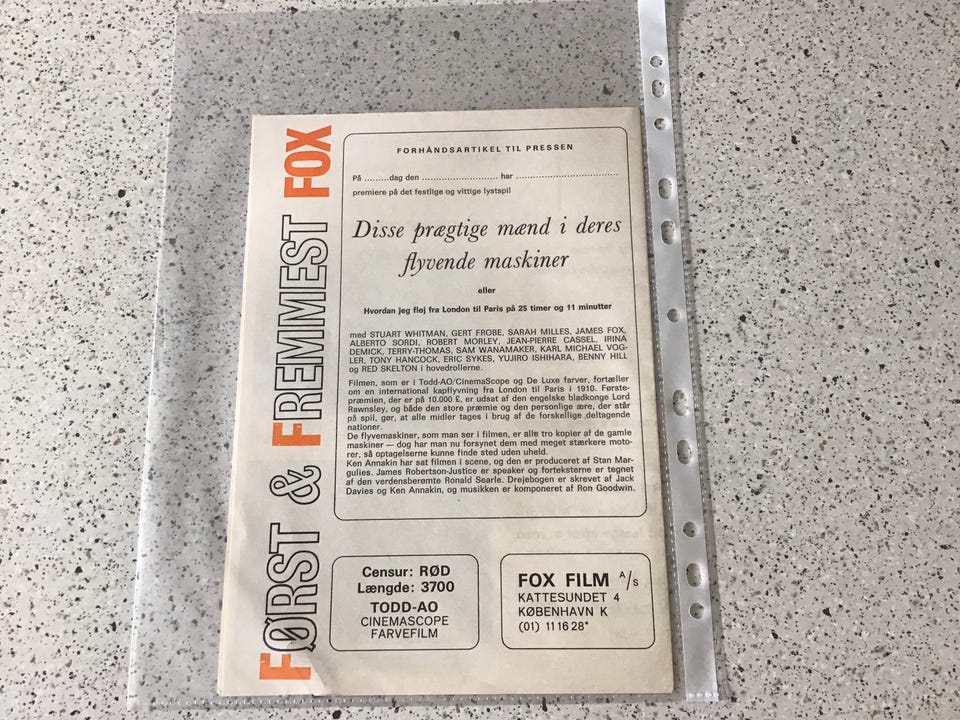 FØRST & FREMMEST FOX
FORHÅNDSARTIKEL TIL PRESSEN
På .........dag den ........................... har ....................................
premiere på det festlige og vittige lystspil
Disse prægtige mænd i deres
flyvende maskiner
eller
Hvordan jeg fløj fra London til Paris på 25 timer og 11 minutter
med STUART WHITMAN, GERT FROBE, SARAH MILLES, JAMES FOX,
ALBERTO SORDI, ROBERT MORLEY, JEAN-PIERRE CASSEL, IRINA
DEMICK, TERRY-THOMAS, SAM WANAMAKER, KARL MICHAEL VOG-
LER, TONY HANCOCK, ERIC SYKES, YUJIRO ISHIHARA, BENNY HILL
og RED SKELTON i hovedrollerne.
Filmen, som er i Todd-AO/CinemaScope og De Luxe farver, fortæller
om en international kapflyvning fra London til Paris i 1910. Første-
præmien, der er på 10.000 £, er udsat af den engelske bladkonge Lord
Rawnsley, og både den store præmie og den personlige ære, der står
på spil, gør, at alle midler tages i brug af de forskellige deltagende
nationer.
De flyvemaskiner, som man ser i filmen, er alle tro kopier af de gamle
maskiner — dog har man nu forsynet dem med meget stærkere moto-
rer, så optagelserne kunne finde sted uden uheld.
Ken Annakin har sat filmen i scene, og den er produceret af Stan Mar-
gulies. James Robertson-Justice er speaker og forteksterne er tegnet
af den verdensberømte Ronald Searle. Drejebogen er skrevet af Jack
Davies og Ken Annakin, og musikken er komponeret af Ron Goodwin.
Censur: RØD
Længde: 3700
TODD-AO
CINEMASCOPE
FARVEFILM
FOX FILM A/S
KATTESUNDET 4
KØBENHAVN K
(01) 11 16 28*